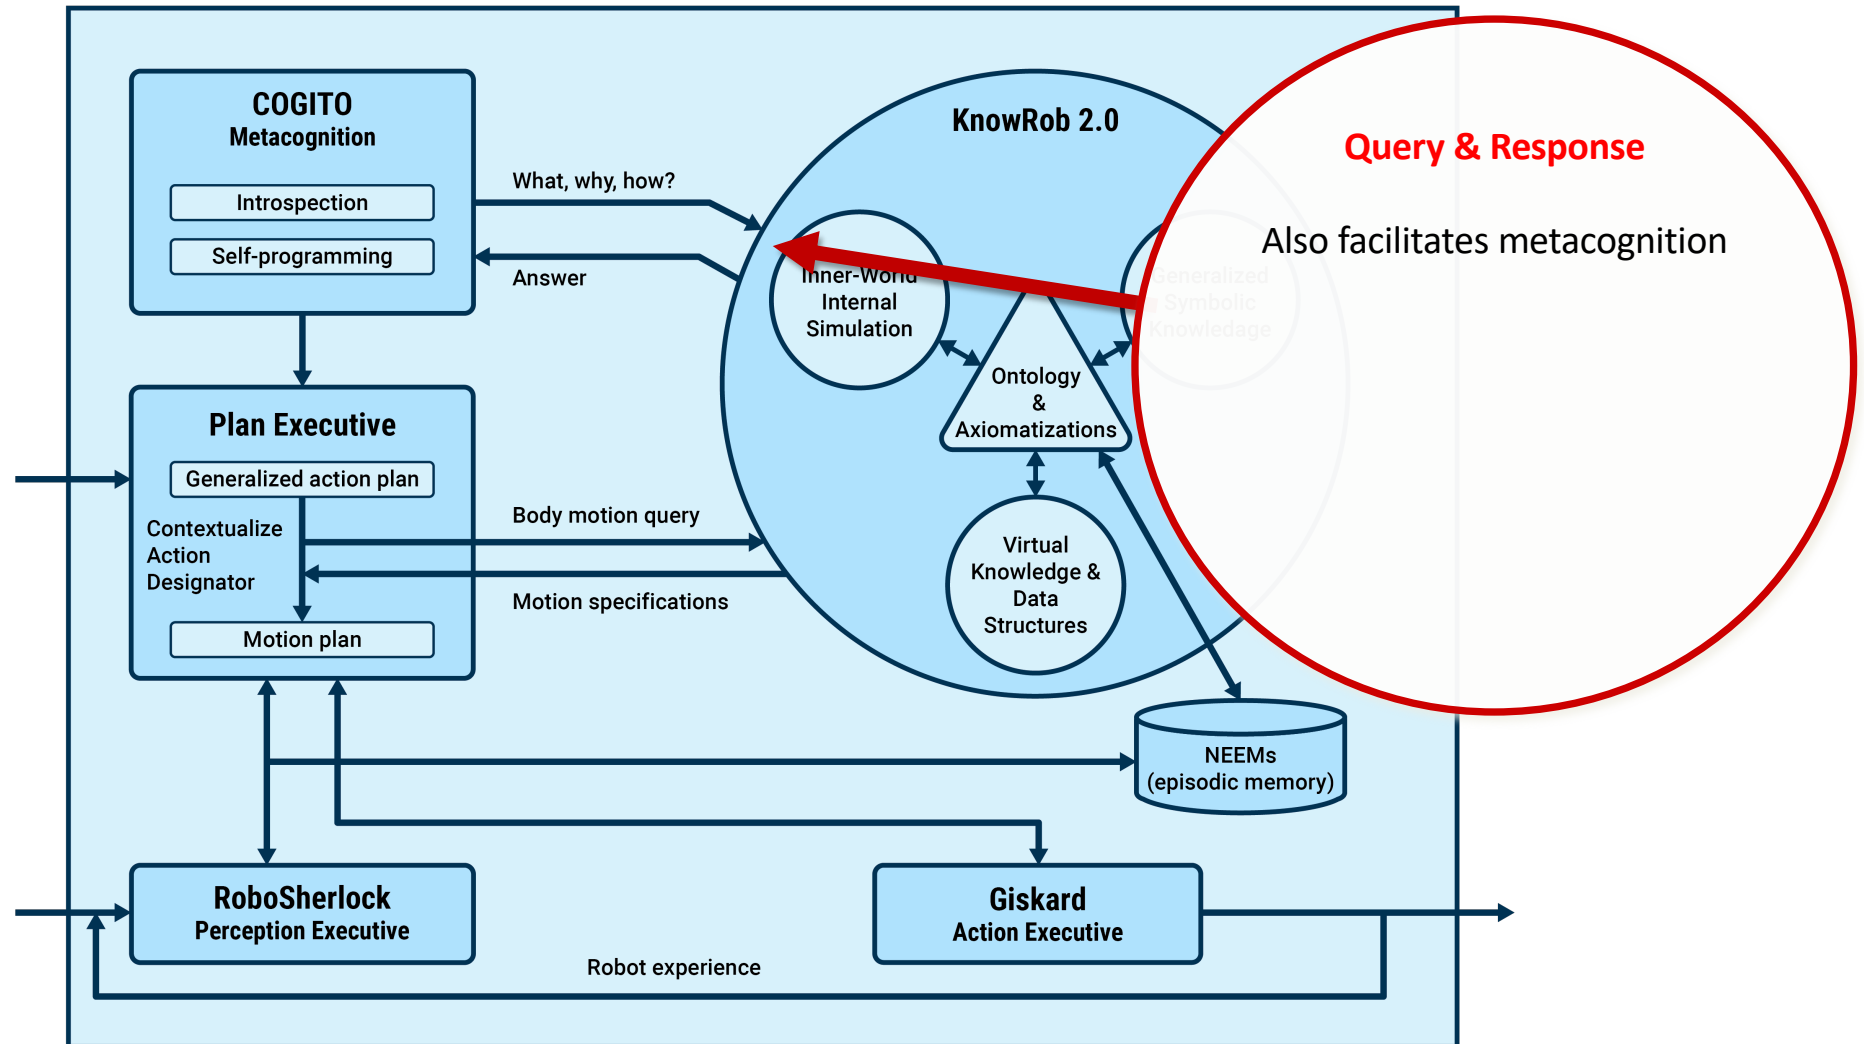 COGITO
Metacognition
Introspection
Self-programming
What, why, how?
Answer
KnowRob 2.0
Query & Response
Also facilitates metacognition
Inner-World
Internal
Simulation
Generalized
Symbolic
Knowledage
Ontology
&
Axiomatizations
Virtual
Knowledge &
Data
Structures
Plan Executive
Generalized action plan
Contextualize
Action
Designator
Motion plan
Body motion query
Motion specifications
NEEMs
(episodic memory)
RoboSherlock
Perception Executive
Giskard
Action Executive
Robot experience